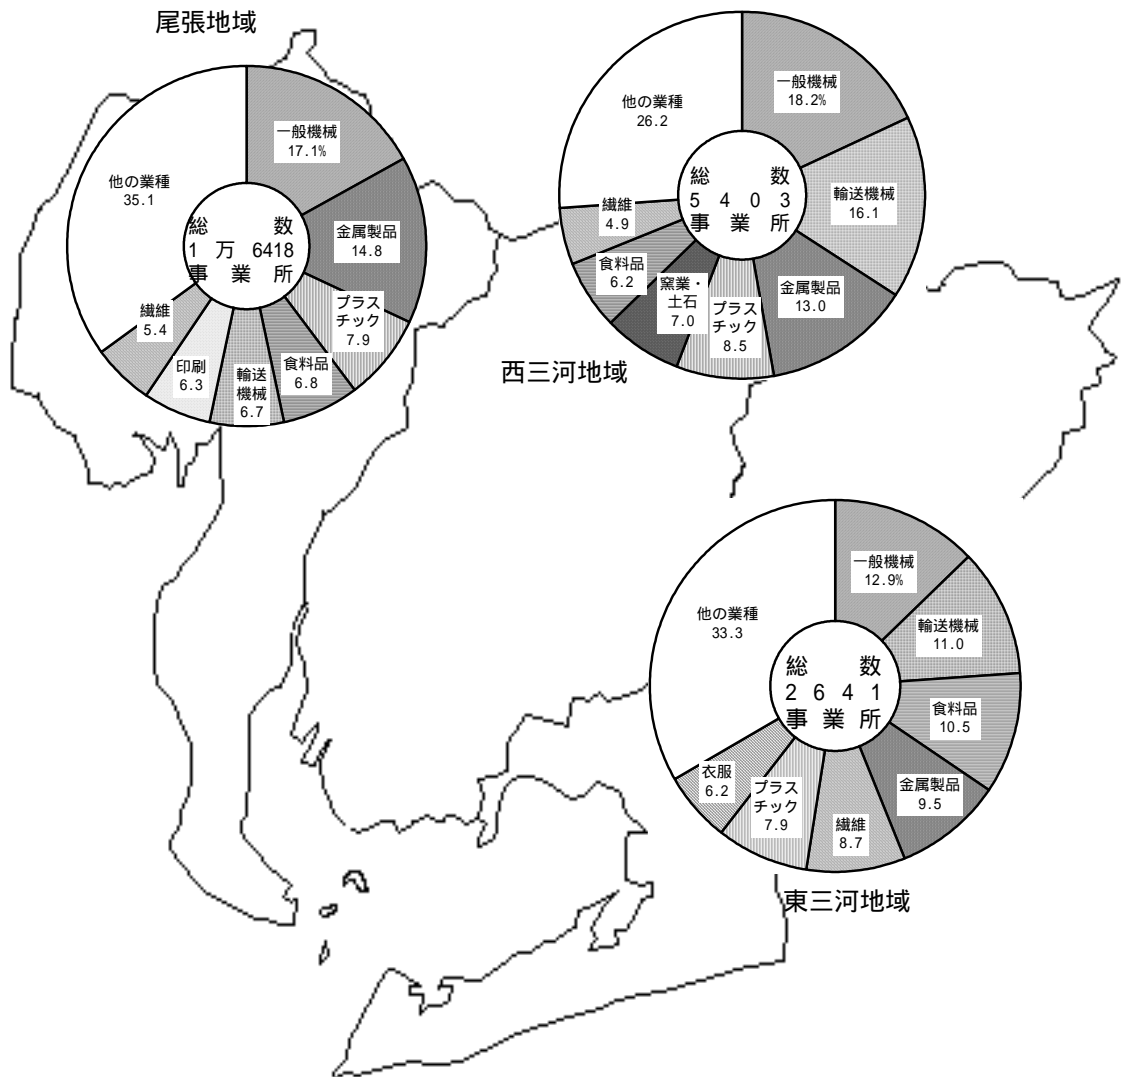 尾張地域
一般機械
17.1%
金属製品
14.8
プラス
チック
7.9
食料品
6.8
輸送
機械
6.7
印刷
6.3
繊維
5.4
他の業種
35.1
総数
1万6418
事業所
西三河地域
一般機械
18.2%
輸送機械
16.1
金属製品
13.0
プラス
チック
8.5
窯業・
土石
7.0
食料品
6.2
繊維
4.9
他の業種
26.2
総数
5403
事業所
東三河地域
一般機械
12.9%
輸送機械
11.0
食料品
10.5
金属製品
9.5
繊維
8.7
プラス
チック
7.9
衣服
6.2
他の業種
33.3
総数
2641
事業所